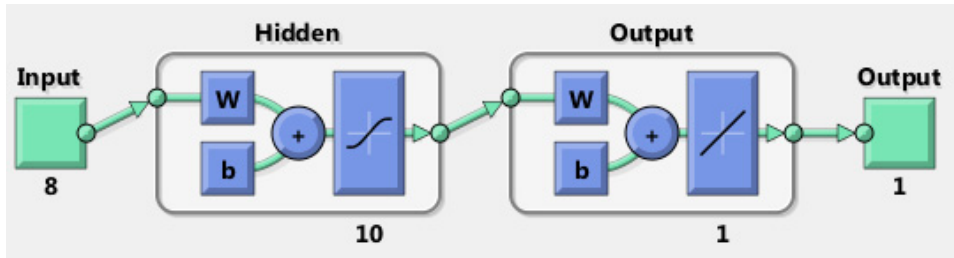 Hidden Output
Input Output
W + W +
b b
8 1
10 1